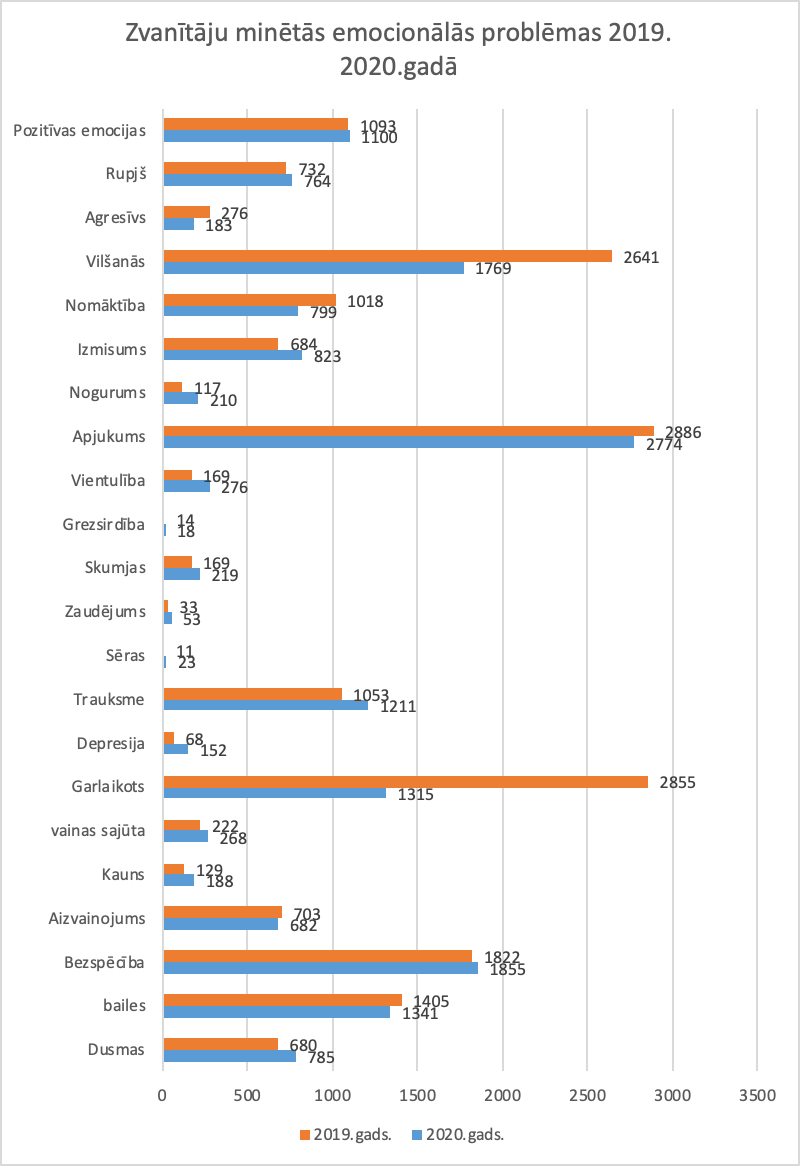 Zvanītāju minētās emocionālās problēmas 2019.
2020.gadā
Pozitīvas emocijas 1093 1100
Rupjš 732 764
Agresīvs 276 183
Vilšanās 2641 1769
Nomāktība 1018 799
Izmisums 684 823
Nogurums 117 210
Apjukums 2886 2774
Vientulība 169 276
Grezsirdība 14 18
Skumjas 169 219
Zaudējums 33 53
Sēras 11 23
Trauksme 1053 1211
Depresija 68 152
Garlaikots 2855 1315
vainas sajūta 222 268
Kauns 129 188
Aizvainojums 703 682
Bezspēcība 1822 1855
bailes 1405 1341
Dusmas 680 785
0 500 1000 1500 2000 2500 3000 3500
2019.gads. 2020.gads.